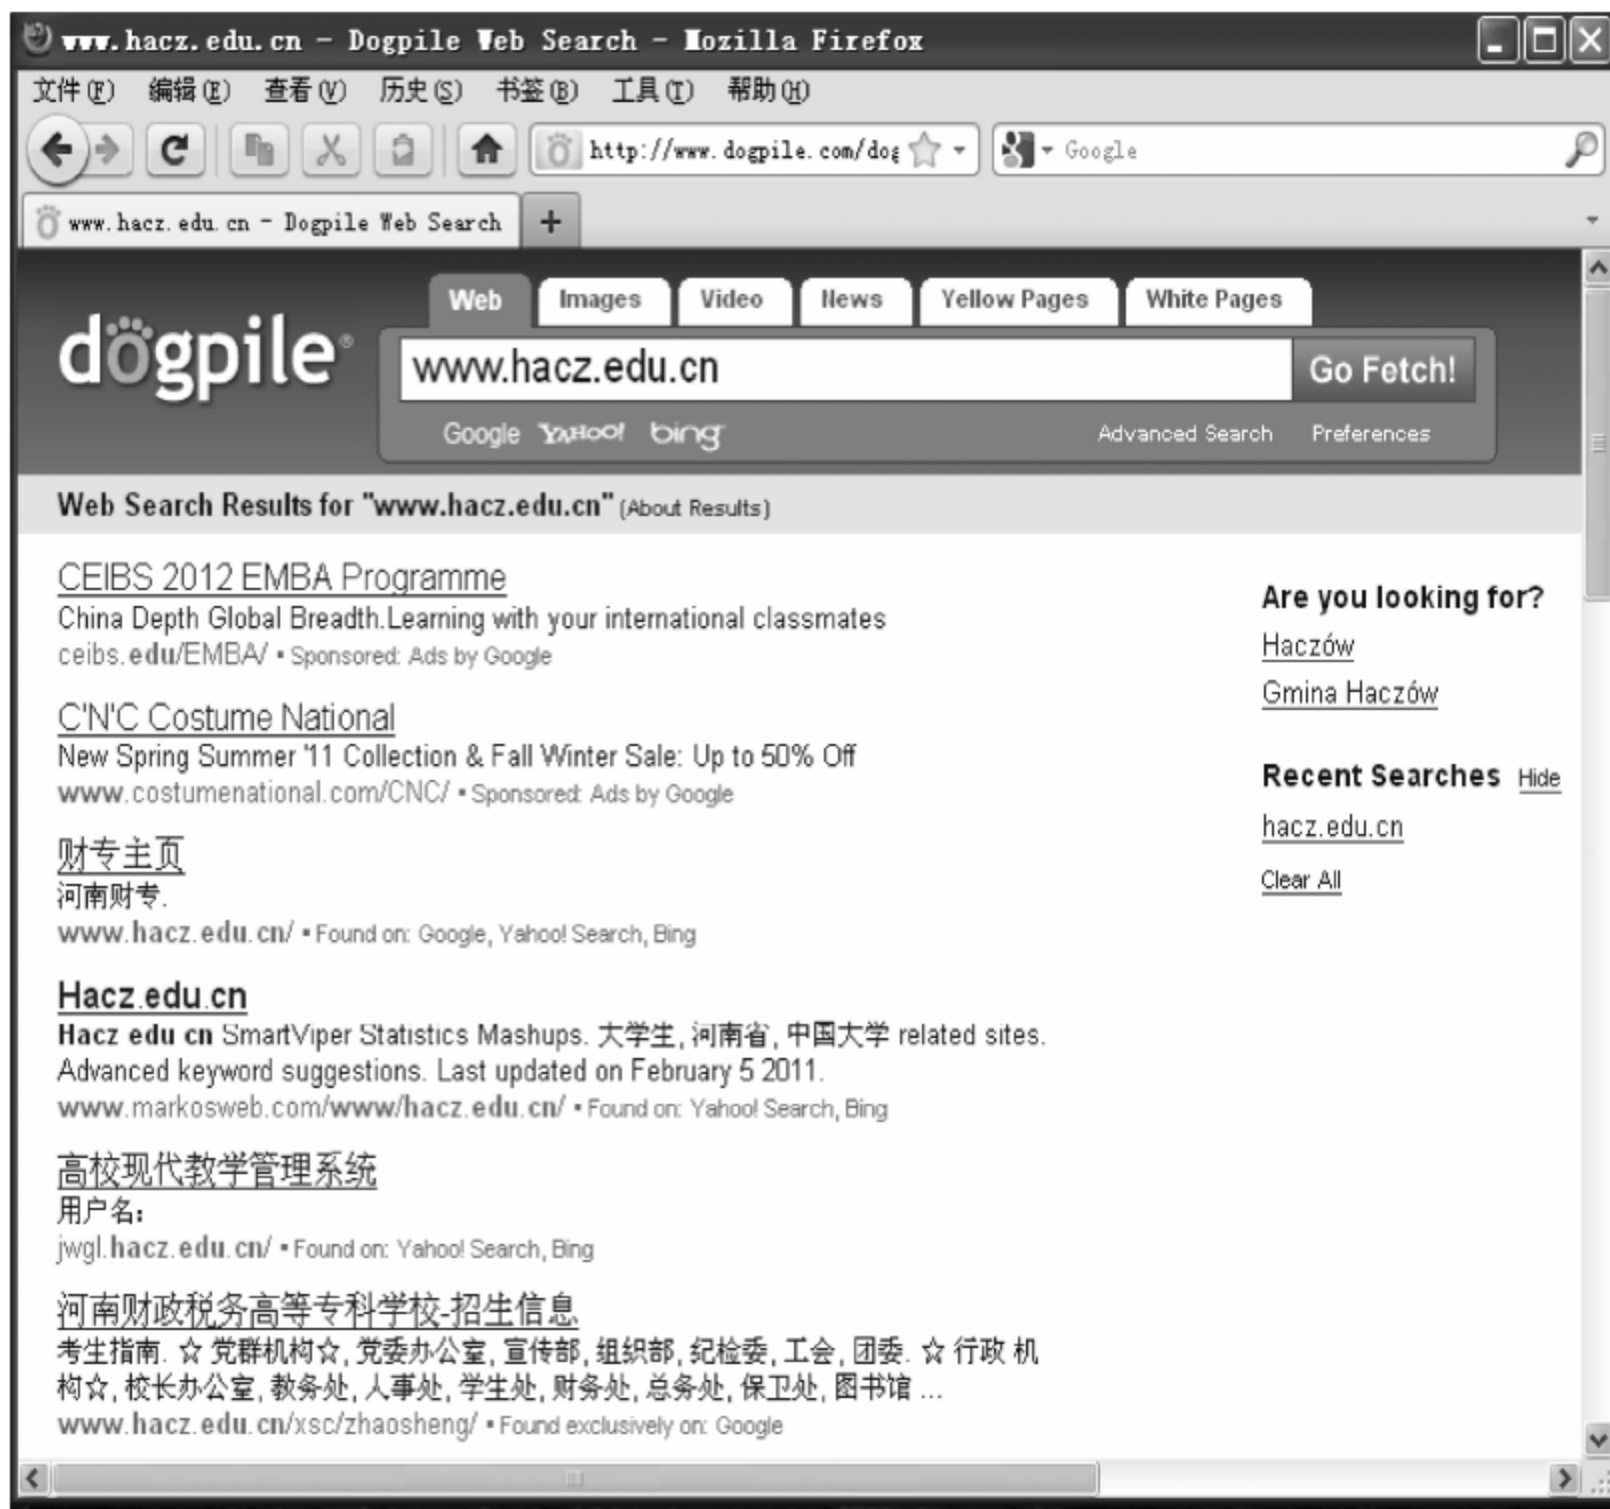 www.hacz.edu.cn - Dogpile Web Search - Mozilla Firefox
文件(F) 编辑(E) 查看(V) 历史(S) 书签(B) 工具(T) 帮助(H)
http://www.dogpile.com/dog Google
www.hacz.edu.cn - Dogpile Web Search
Web Images Video News Yellow Pages White Pages
dogpile®
www.hacz.edu.cn Go Fetch!
Google YAHOO! bing Advanced Search Preferences
Web Search Results for "www.hacz.edu.cn" (About Results)
CEIBS 2012 EMBA Programme
China Depth Global Breadth.Learning with your international classmates
ceibs.edu/EMBA/ ▪ Sponsored: Ads by Google
C'N'C Costume National
New Spring Summer '11 Collection & Fall Winter Sale: Up to 50% Off
www.costumenational.com/CNC/ ▪ Sponsored: Ads by Google
财专主页
河南财专.
www.hacz.edu.cn/ ▪ Found on: Google, Yahoo! Search, Bing
Hacz.edu.cn
Hacz edu cn SmartViper Statistics Mashups. 大学生, 河南省, 中国大学 related sites.
Advanced keyword suggestions. Last updated on February 5 2011.
www.markosweb.com/www/hacz.edu.cn/ ▪ Found on: Yahoo! Search, Bing
高校现代教学管理系统
用户名:
jwgl.hacz.edu.cn/ ▪ Found on: Yahoo! Search, Bing
河南财政税务高等专科学校-招生信息
考生指南. ☆ 党群机构☆, 党委办公室, 宣传部, 组织部, 纪检委, 工会, 团委. ☆ 行政 机
构☆, 校长办公室, 教务处, 人事处, 学生处, 财务处, 总务处, 保卫处, 图书馆 ...
www.hacz.edu.cn/xsc/zhaosheng/ ▪ Found exclusively on: Google
Are you looking for?
Haczów
Gmina Haczów
Recent Searches Hide
hacz.edu.cn
Clear All